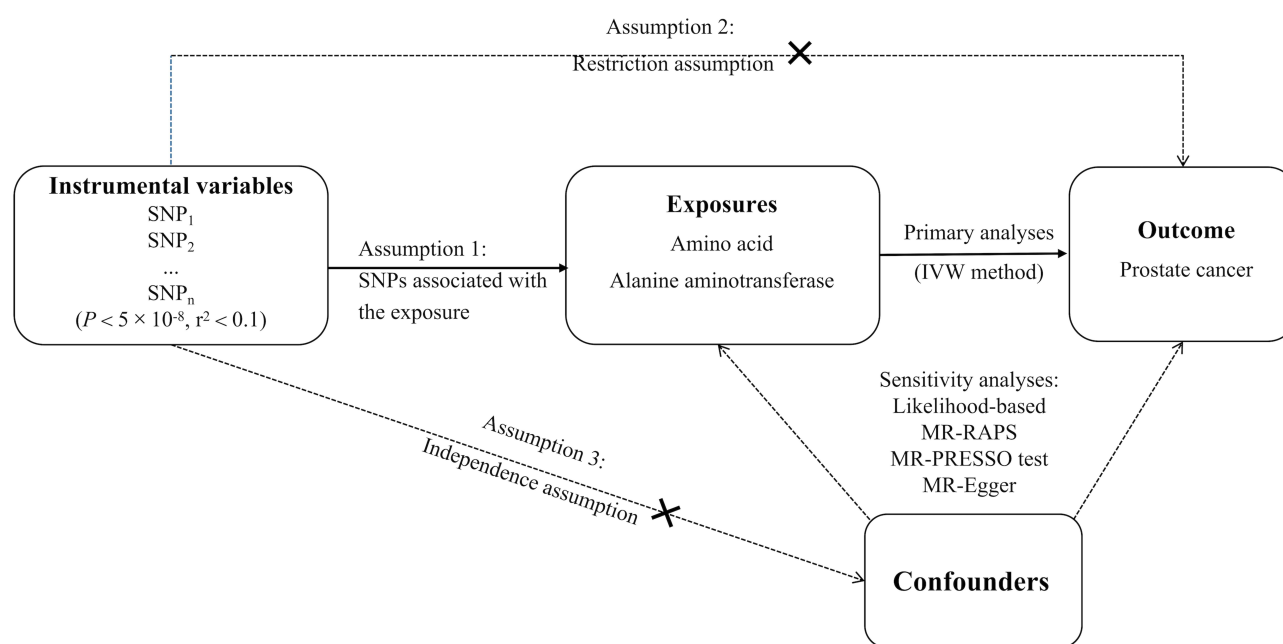 Assumption 2:
Restriction assumption
Instrumental variables
SNP₁
SNP₂
...
SNPₙ
(P < 5 × 10⁻⁸, r² < 0.1)
Assumption 1:
SNPs associated with
the exposure
Exposures
Amino acid
Alanine aminotransferase
Primary analyses
(IVW method)
Outcome
Prostate cancer
Assumption 3:
Independence assumption
Sensitivity analyses:
Likelihood-based
MR-RAPS
MR-PRESSO test
MR-Egger
Confounders